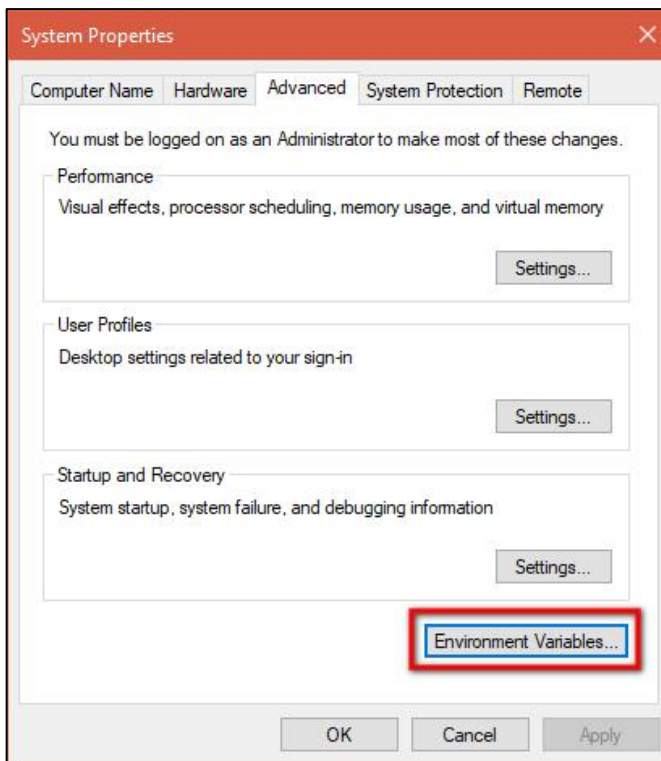 System Properties
Computer Name Hardware Advanced System Protection Remote
You must be logged on as an Administrator to make most of these changes.
Performance
Visual effects, processor scheduling, memory usage, and virtual memory
Settings...
User Profiles
Desktop settings related to your sign-in
Settings...
Startup and Recovery
System startup, system failure, and debugging information
Settings...
Environment Variables...
OK Cancel Apply